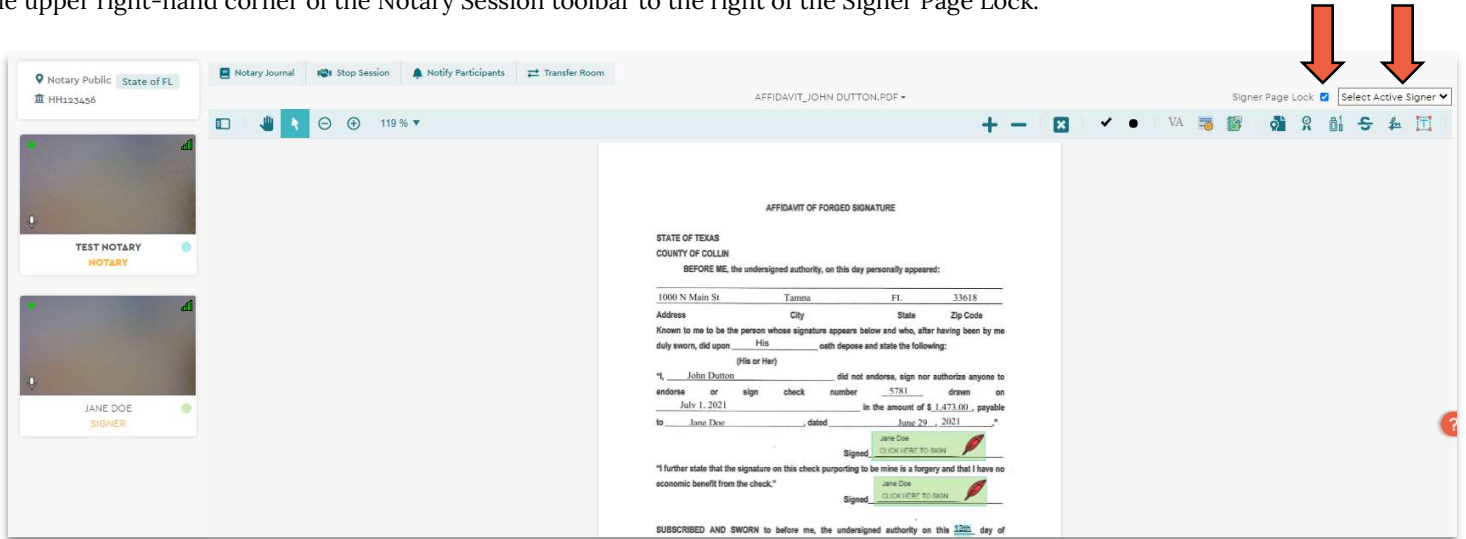 the upper right-hand corner of the Notary Session toolbar to the right of the Signer Page Lock.
Notary Public State of FL
HH123456
Notary Journal Stop Session Notify Participants Transfer Room
AFFIDAVIT_JOHN DUTTON.PDF
Signer Page Lock Select Active Signer
119 %
VA
TEST NOTARY
NOTARY
JANE DOE
SIGNER
AFFIDAVIT OF FORGED SIGNATURE
STATE OF TEXAS
COUNTY OF COLLIN
BEFORE ME, the undersigned authority, on this day personally appeared:
1000 N Main St Tampa FL 33618
Address City State Zip Code
Known to me to be the person whose signature appears below and who, after having been by me
duly sworn, did upon His oath depose and state the following:
(His or Her)
"I, John Dutton did not endorse, sign nor authorize anyone to
endorse or sign check number 5781 drawn on
July 1, 2021 in the amount of $ 1,473.00 , payable
to Jane Doe , dated June 29 , 2021 ."
Jane Doe
Signed CLICK HERE TO SIGN
"I further state that the signature on this check purporting to be mine is a forgery and that I have no
economic benefit from the check."
Jane Doe
Signed CLICK HERE TO SIGN
SUBSCRIBED AND SWORN to before me, the undersigned authority on this 13th day of
?